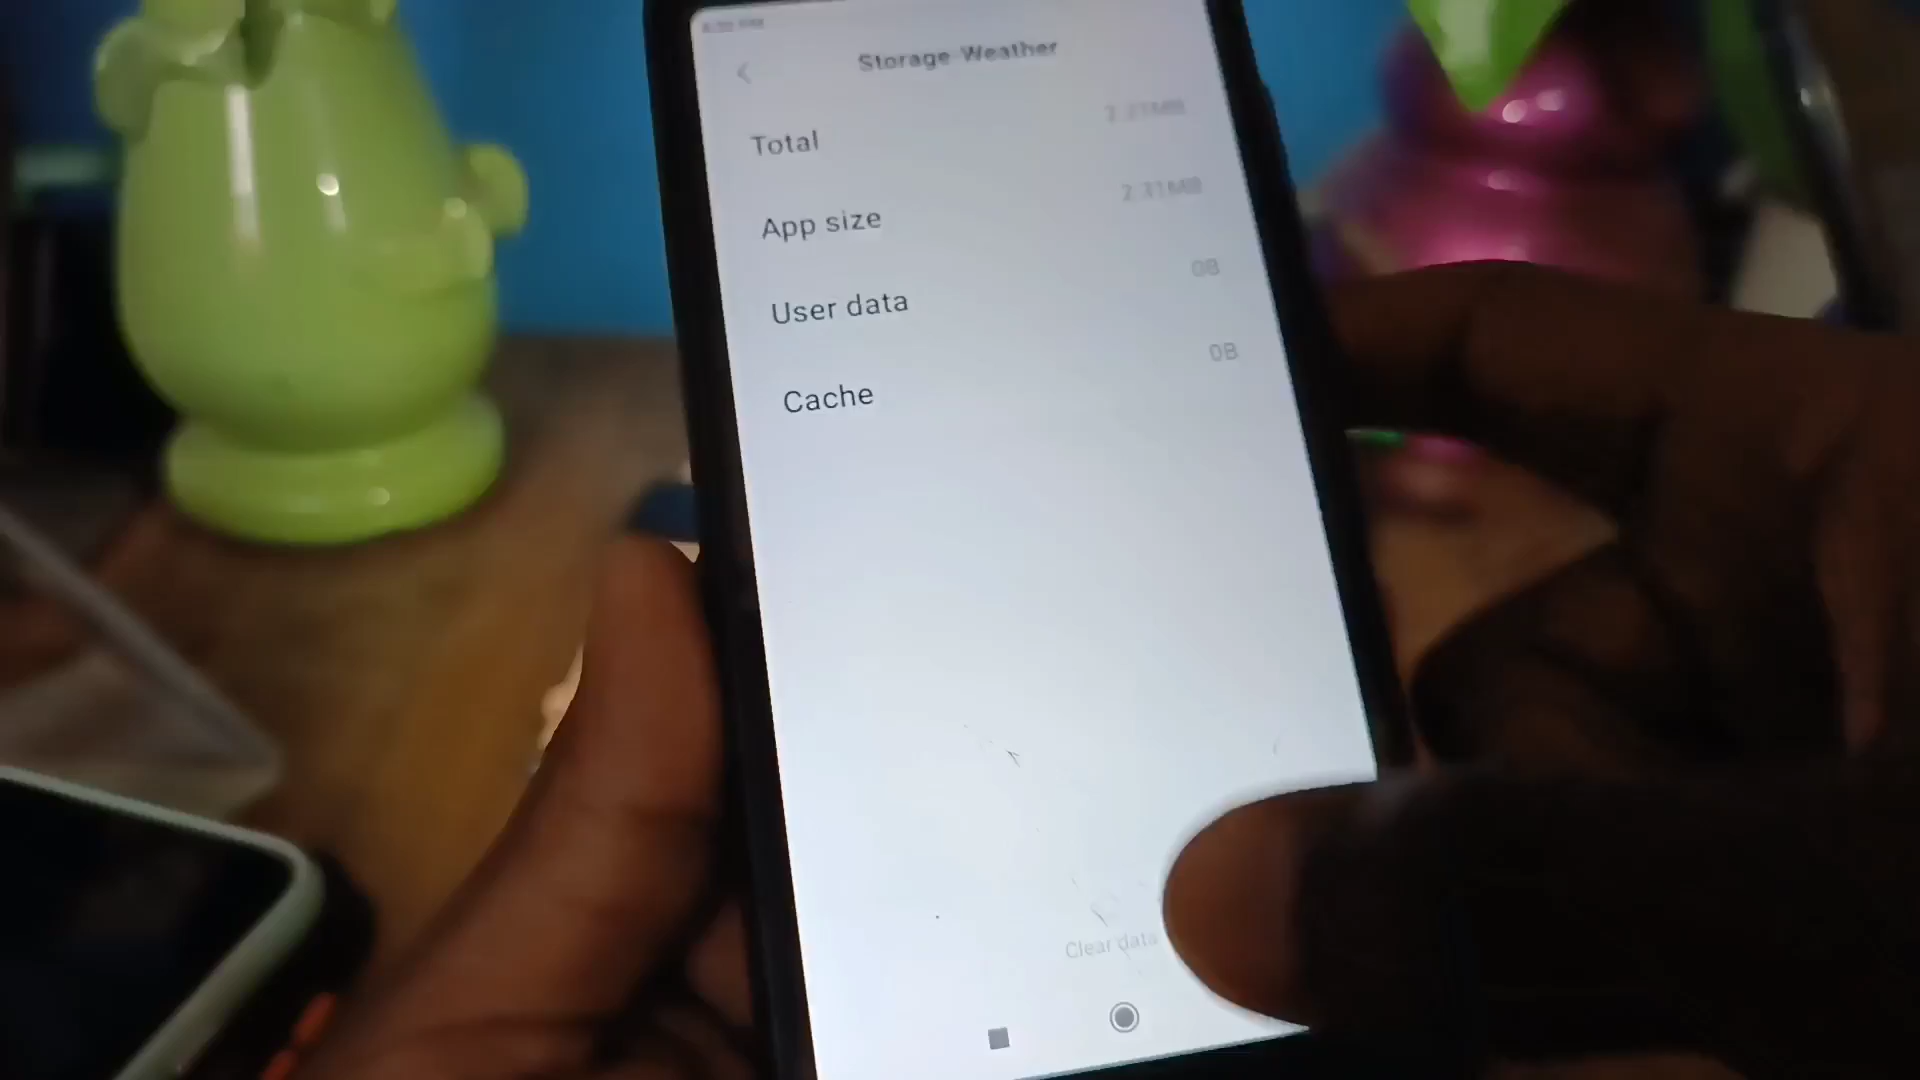 Storage Weather
Total
App size
2.31MB
User data
0B
Cache
0B
Clear data